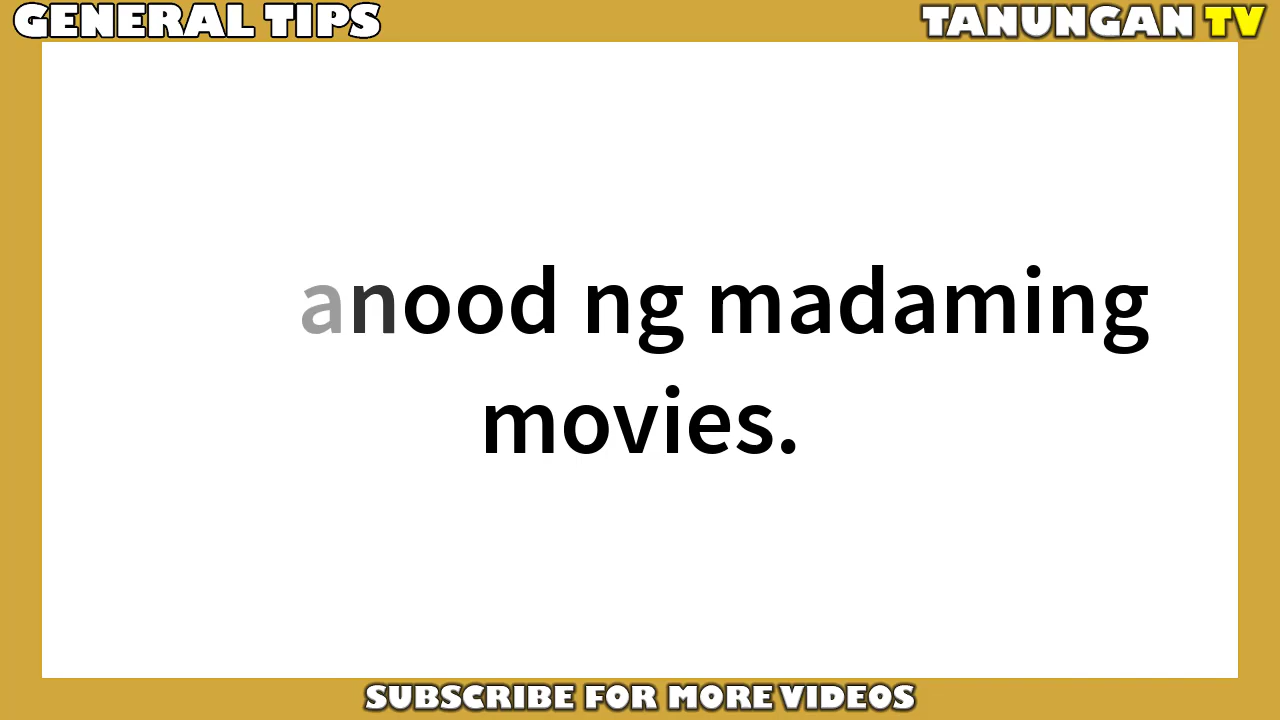 GENERAL TIPS
TANUNGAN TV
anood ng madaming
movies.
SUBSCRIBE FOR MORE VIDEOS